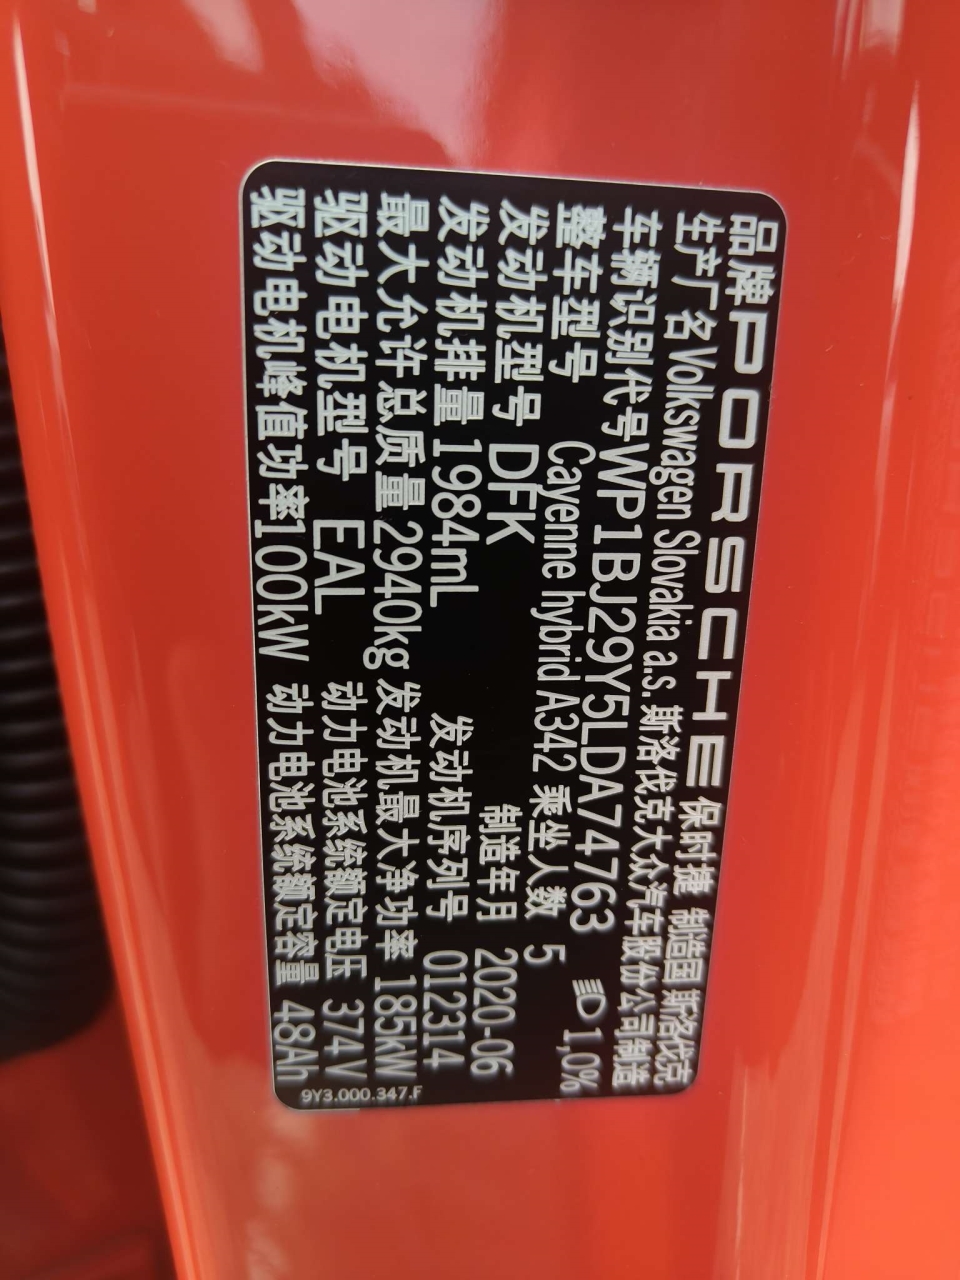 品牌 PORSCHE 保时捷 制造国 斯洛伐克
生产厂名 Volkswagen Slovakia a.s. 斯洛伐克大众汽车股份公司制造
车辆识别代号 WP1BJ29Y5LDA74763 1,0%
整车型号 Cayenne hybrid A342 乘坐人数 5
发动机型号 DFK 制造年月 2020-06
发动机排量 1984mL 发动机序列号 012314
最大允许总质量 2940kg 发动机最大净功率 185kW
驱动电机型号 EAL 动力电池系统额定电压 374V
驱动电机峰值功率 100kW 动力电池系统额定容量 48Ah
9Y3.000.347.F